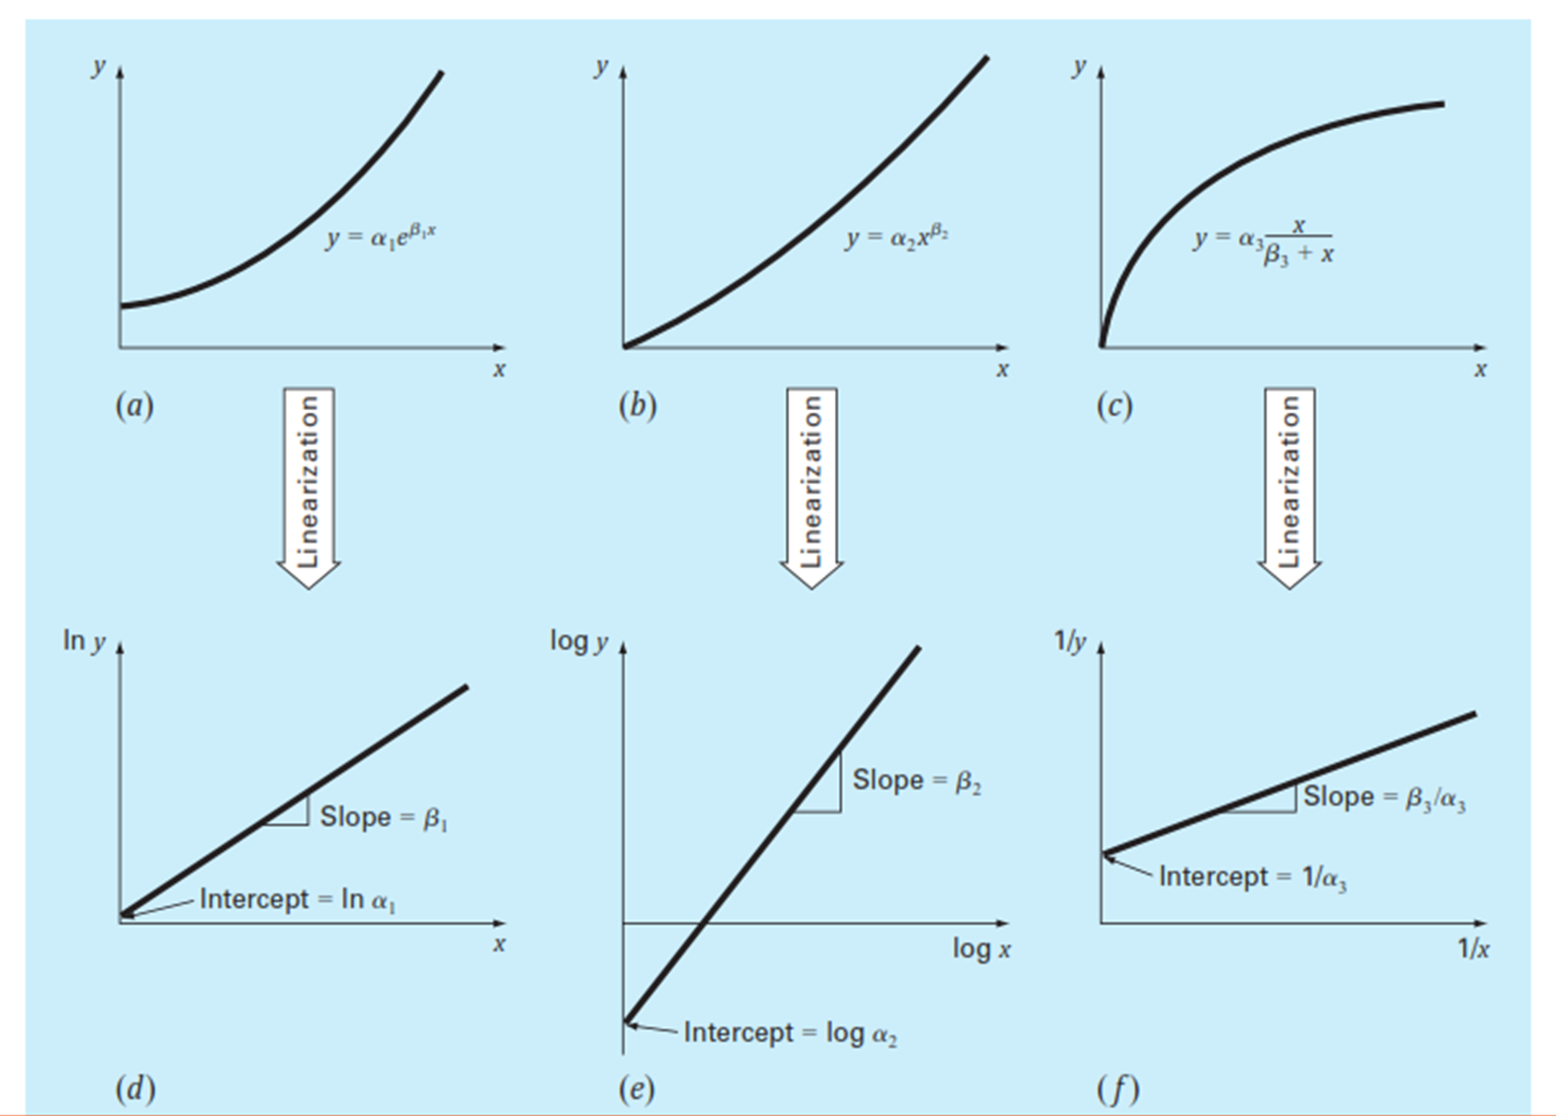 y
y = α₁e^β₁x
x
(a)
y
y = α₂x^β₂
x
(b)
y
y = α₃ x / (β₃ + x)
x
(c)
Linearization
Linearization
Linearization
ln y
Slope = β₁
Intercept = ln α₁
x
(d)
log y
Slope = β₂
log x
Intercept = log α₂
(e)
1/y
Slope = β₃/α₃
Intercept = 1/α₃
1/x
(f)